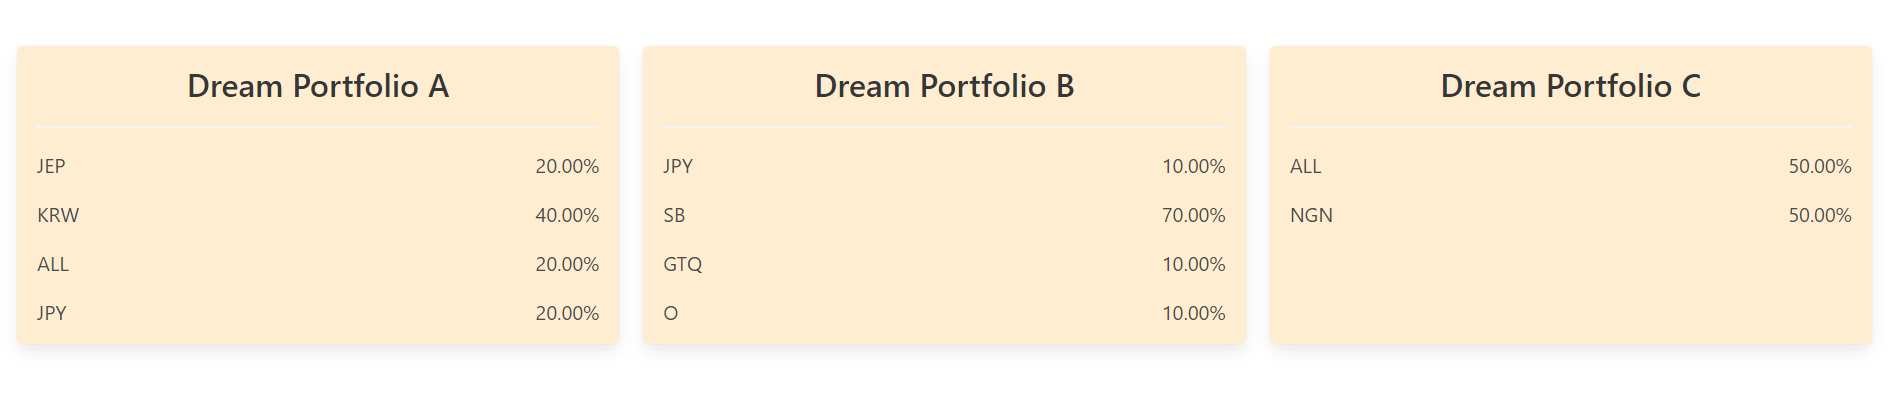 Dream Portfolio A
JEP 20.00%
KRW 40.00%
ALL 20.00%
JPY 20.00%
Dream Portfolio B
JPY 10.00%
SB 70.00%
GTQ 10.00%
O 10.00%
Dream Portfolio C
ALL 50.00%
NGN 50.00%